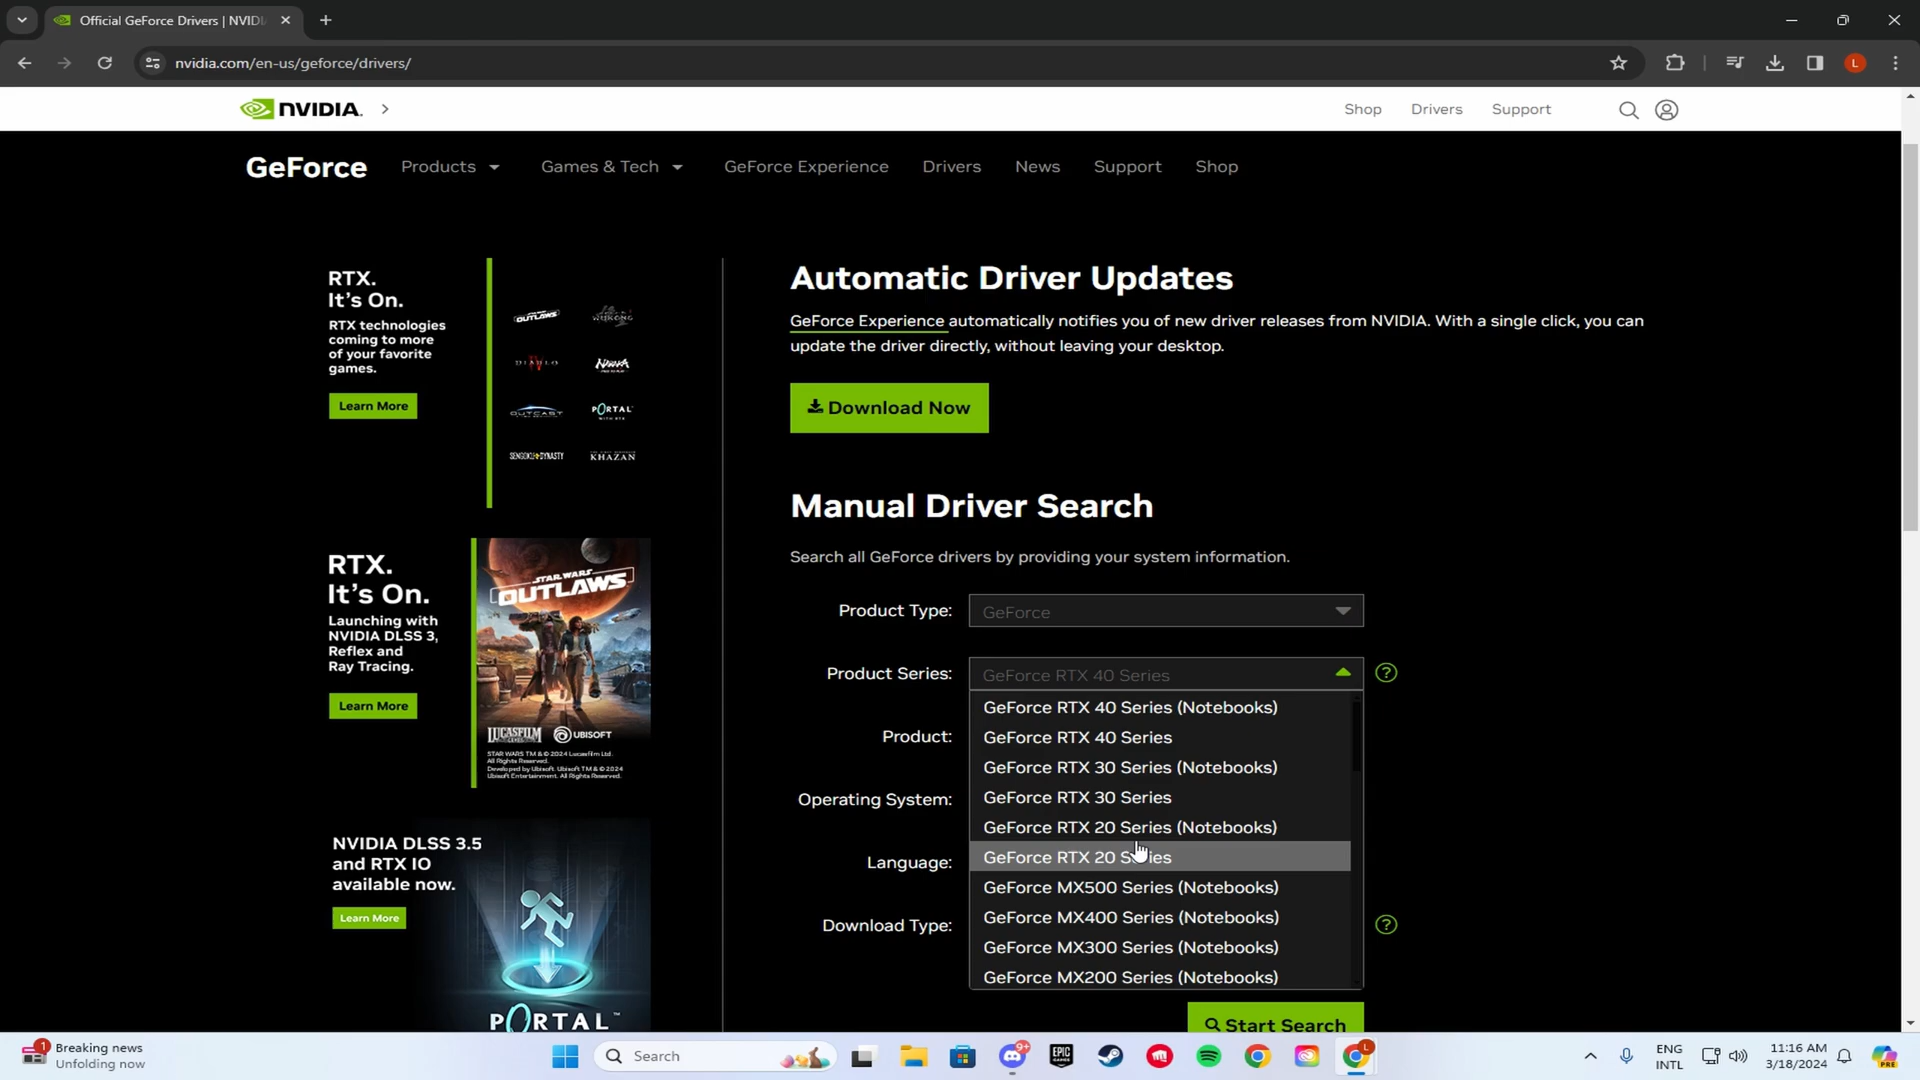 Official GeForce Drivers | NVIDI
nvidia.com/en-us/geforce/drivers/
L
NVIDIA.
Shop Drivers Support
GeForce Products Games & Tech GeForce Experience Drivers News Support Shop
RTX.
It's On.
RTX technologies
coming to more
of your favorite
games.
Learn More
OUTLAWS
WUKONG
DIABLO IV
NARAKA
OUTCAST
PORTAL
WITH RTX
SENGOKU DYNASTY
KHAZAN
Automatic Driver Updates
GeForce Experience automatically notifies you of new driver releases from NVIDIA. With a single click, you can
update the driver directly, without leaving your desktop.
Download Now
Manual Driver Search
Search all GeForce drivers by providing your system information.
Product Type: GeForce
Product Series: GeForce RTX 40 Series
?
GeForce RTX 40 Series (Notebooks)
Product:
GeForce RTX 40 Series
GeForce RTX 30 Series (Notebooks)
Operating System:
GeForce RTX 30 Series
GeForce RTX 20 Series (Notebooks)
Language:
GeForce RTX 20 Series
GeForce MX500 Series (Notebooks)
Download Type:
GeForce MX400 Series (Notebooks)
?
GeForce MX300 Series (Notebooks)
GeForce MX200 Series (Notebooks)
Start Search
RTX.
It's On.
Launching with
NVIDIA DLSS 3,
Reflex and
Ray Tracing.
Learn More
STAR WARS
OUTLAWS
LUCASFILM
GAMES
UBISOFT
STAR WARS TM & © 2024 Lucasfilm Ltd.
All Rights Reserved.
Developed by Ubisoft. Ubisoft TM & © 2024
Ubisoft Entertainment. All Rights Reserved.
NVIDIA DLSS 3.5
and RTX IO
available now.
Learn More
PORTAL™
1
Breaking news
Unfolding now
Search
9+
EPIC
GAMES
L
ENG
INTL
11:16 AM
3/18/2024
PRE